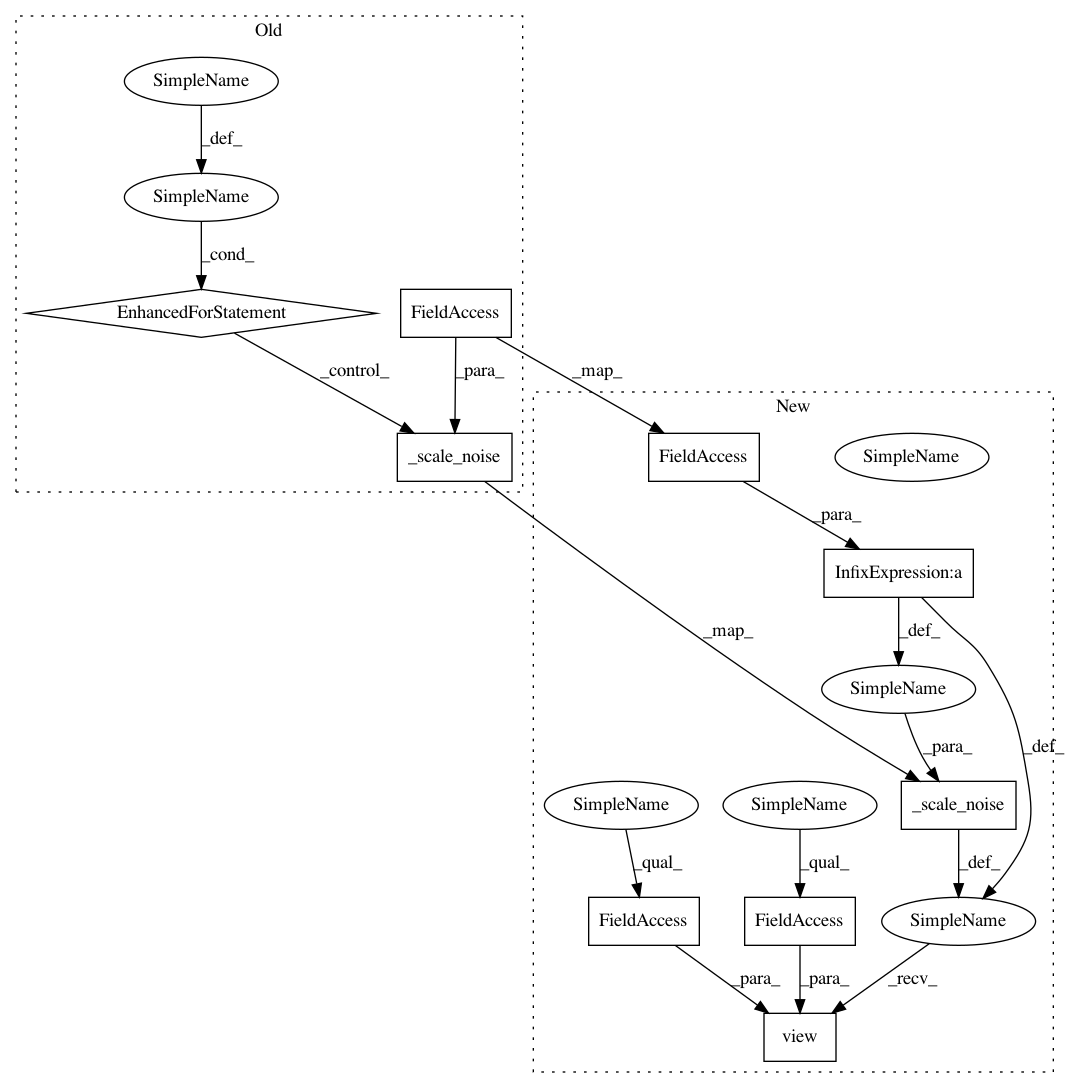 Old
SimpleName
_def_
SimpleName
_cond_
EnhancedForStatement
FieldAccess
_control_
_para_
_map_
New
_scale_noise
FieldAccess
SimpleName
_para_
InfixExpression:a
_map_
_def_
SimpleName
_para_
_def_
SimpleName
SimpleName
_scale_noise
_qual_
_qual_
_def_
FieldAccess
FieldAccess
SimpleName
_para_
_para_
_recv_
view